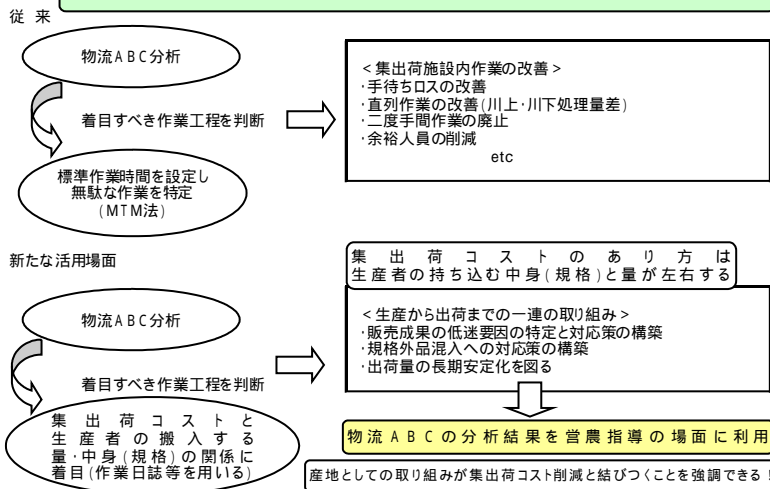 従 来
物流ＡＢＣ分析
着目すべき作業工程を判断
標準作業時間を設定し
無駄な作業を特定
(ＭＴＭ法)
＜集出荷施設内作業の改善＞
・手待ちロスの改善
・直列作業の改善(川上・川下処理量差)
・二度手間作業の廃止
・余裕人員の削減
etc
新たな活用場面
物流ＡＢＣ分析
着目すべき作業工程を判断
集出荷コストと
生産者の搬入する
量・中身(規格)の関係に
着目(作業日誌等を用いる)
集出荷コストのあり方は
生産者の持ち込む中身(規格)と量が左右する
＜生産から出荷までの一連の取り組み＞
・販売成果の低迷要因の特定と対応策の構築
・規格外品混入への対応策の構築
・出荷量の長期安定化を図る
物流ＡＢＣの分析結果を営農指導の場面に利用
産地としての取り組みが集出荷コスト削減と結びつくことを強調できる！